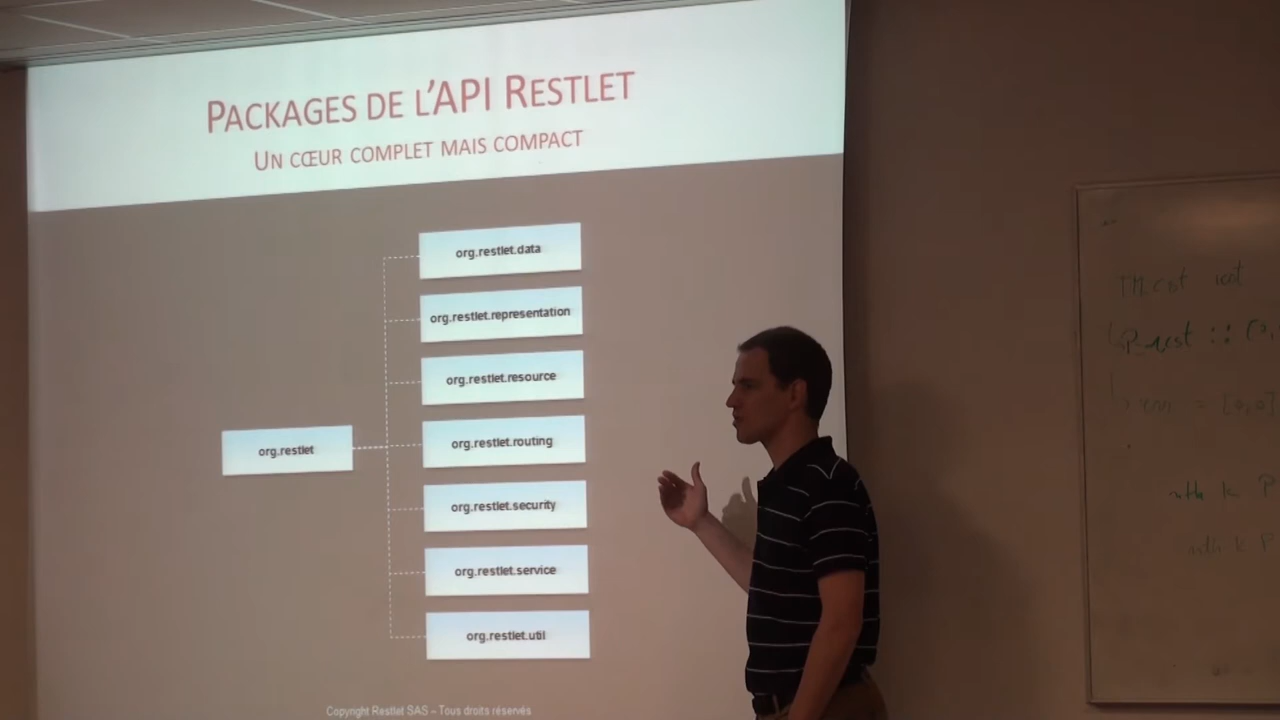 PACKAGES DE L'API RESTLET
UN CŒUR COMPLET MAIS COMPACT
org.restlet.data
org.restlet.representation
org.restlet.resource
org.restlet.routing
org.restlet
org.restlet.security
org.restlet.service
org.restlet.util
Copyright Restlet SAS – Tous droits réservés